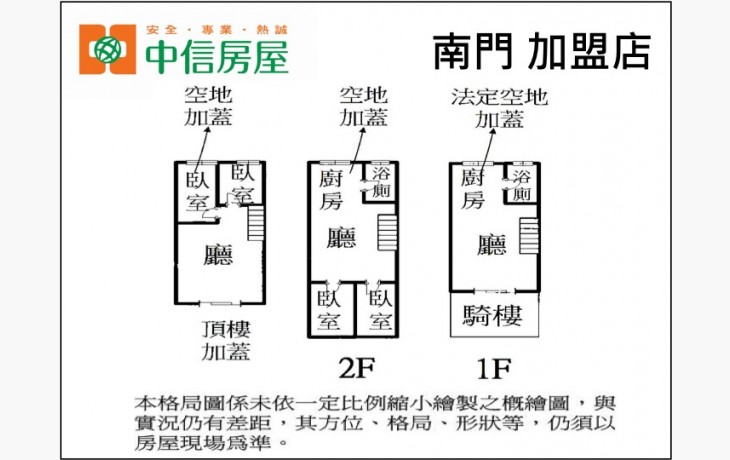 安全·專業·熱誠
中信房屋
南門 加盟店
空地
加蓋
空地
加蓋
法定空地
加蓋
臥室
臥室
廳
頂樓
加蓋
廚房
浴廁
廳
臥室
臥室
2F
廚房
浴廁
廳
騎樓
1F
本格局圖係未依一定比例縮小繪製之概繪圖，與
實況仍有差距，其方位、格局、形狀等，仍須以
房屋現場為準。